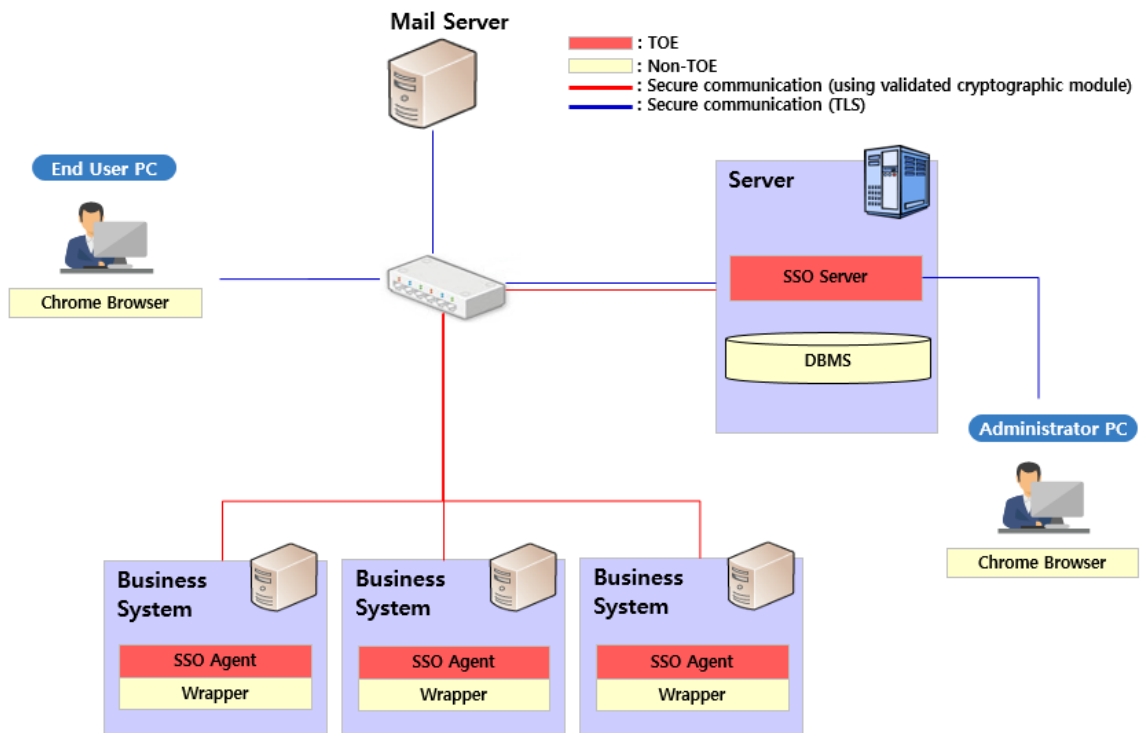 Mail Server
: TOE
: Non-TOE
: Secure communication (using validated cryptographic module)
: Secure communication (TLS)
End User PC
Chrome Browser
Server
SSO Server
DBMS
Administrator PC
Chrome Browser
Business
System
SSO Agent
Wrapper
Business
System
SSO Agent
Wrapper
Business
System
SSO Agent
Wrapper